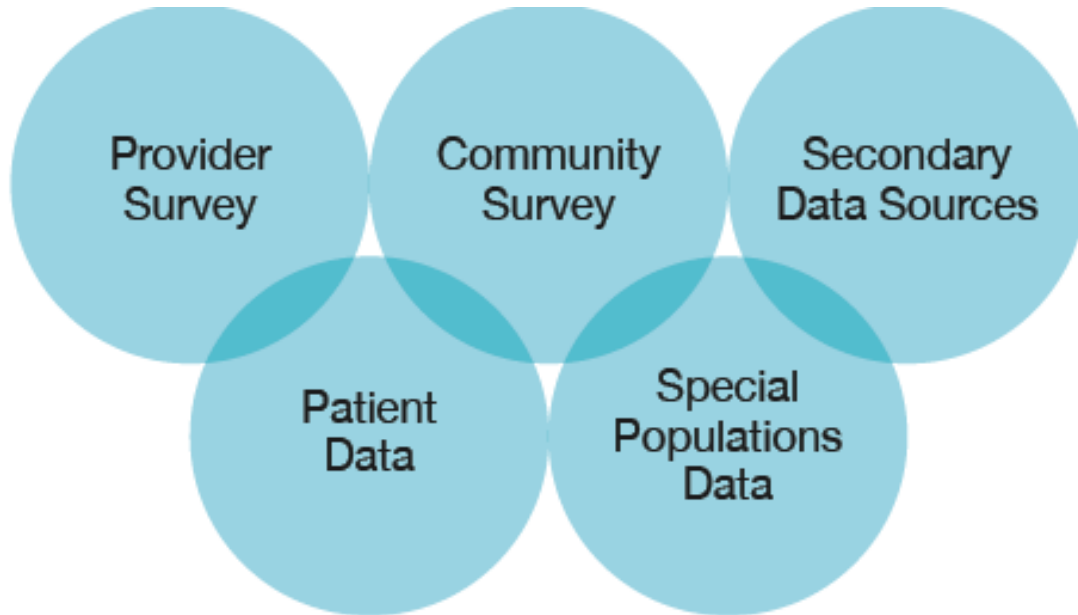 Provider
Survey
Community
Survey
Secondary
Data Sources
Patient
Data
Special
Populations
Data